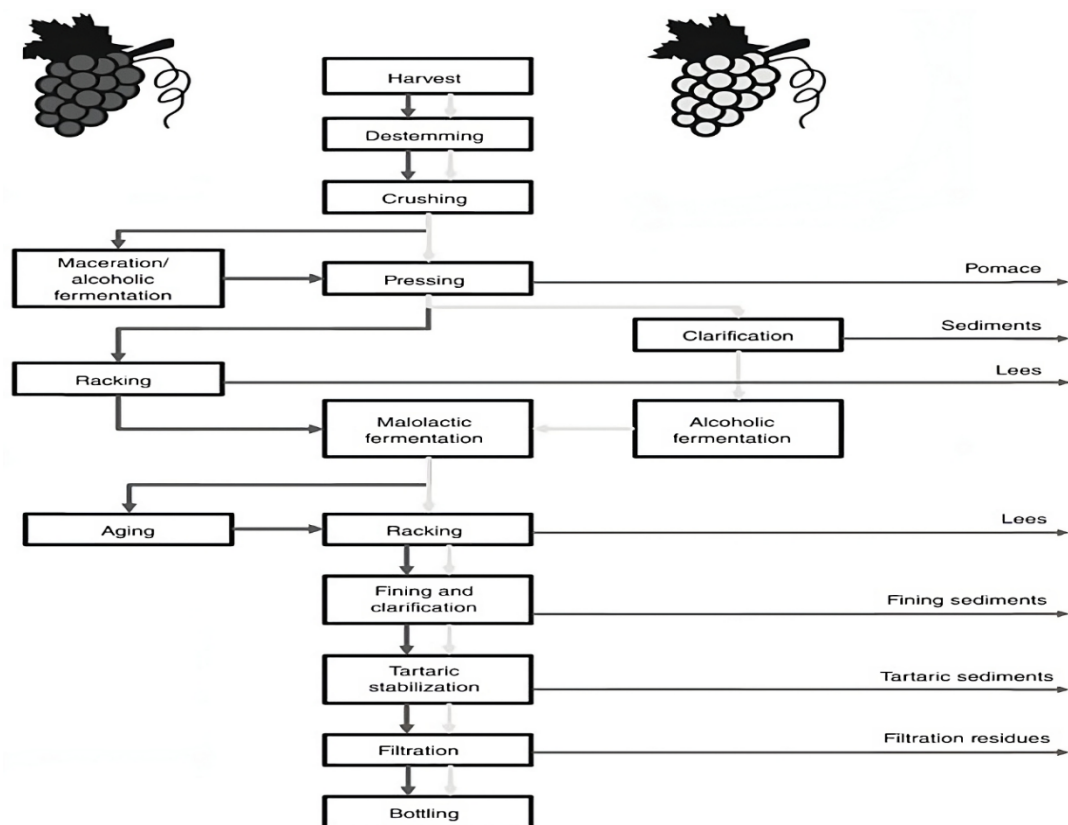 Harvest
Destemming
Crushing
Maceration/
alcoholic
fermentation
Pressing
Pomace
Clarification
Sediments
Racking
Lees
Malolactic
fermentation
Alcoholic
fermentation
Aging
Racking
Lees
Fining and
clarification
Fining sediments
Tartaric
stabilization
Tartaric sediments
Filtration
Filtration residues
Bottling